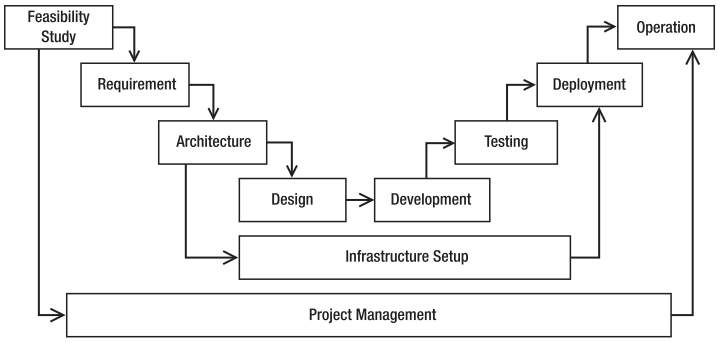 Feasibility
Study
Operation
Requirement
Deployment
Architecture
Testing
Design
Development
Infrastructure Setup
Project Management